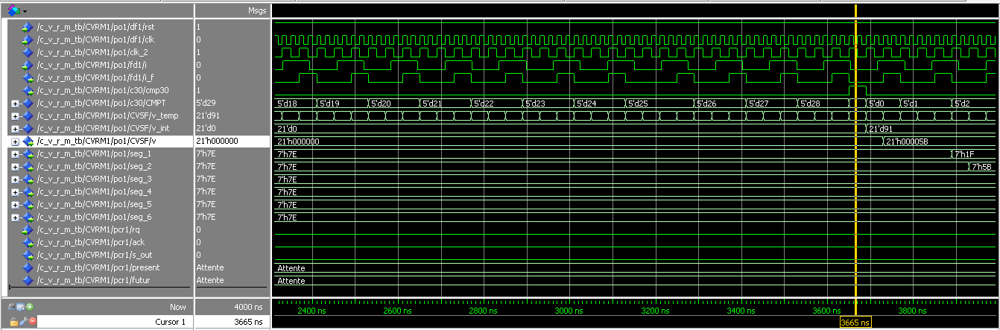 Msgs
/c_v_r_m_tb/CVRM1/po1/df1/rst 1
/c_v_r_m_tb/CVRM1/po1/df1/clk 0
/c_v_r_m_tb/CVRM1/po1/clk_2 1
/c_v_r_m_tb/CVRM1/po1/fd1/i 0
/c_v_r_m_tb/CVRM1/po1/fd1/i_f 0
/c_v_r_m_tb/CVRM1/po1/c30/cmp30 1
/c_v_r_m_tb/CVRM1/po1/c30/CMPT 5'd29 5'd18 5'd19 5'd20 5'd21 5'd22 5'd23 5'd24 5'd25 5'd26 5'd27 5'd28 5'd0 5'd1 5'd2
/c_v_r_m_tb/CVRM1/po1/CVSF/v_temp 21'd91
/c_v_r_m_tb/CVRM1/po1/CVSF/v_int 21'd0 21'd0 21'd91
/c_v_r_m_tb/CVRM1/po1/CVSF/v 21'h000000 21'h000000 21'h00005B
/c_v_r_m_tb/CVRM1/po1/seg_1 7'h7E 7'h7E 7'h1F
/c_v_r_m_tb/CVRM1/po1/seg_2 7'h7E 7'h7E 7'h5B
/c_v_r_m_tb/CVRM1/po1/seg_3 7'h7E 7'h7E
/c_v_r_m_tb/CVRM1/po1/seg_4 7'h7E 7'h7E
/c_v_r_m_tb/CVRM1/po1/seg_5 7'h7E 7'h7E
/c_v_r_m_tb/CVRM1/po1/seg_6 7'h7E 7'h7E
/c_v_r_m_tb/CVRM1/pcr1/rq 0
/c_v_r_m_tb/CVRM1/pcr1/ack 0
/c_v_r_m_tb/CVRM1/pcr1/s_out 0
/c_v_r_m_tb/CVRM1/pcr1/present Attente Attente
/c_v_r_m_tb/CVRM1/pcr1/futur Attente Attente
Now 4000 ns 2400 ns 2600 ns 2800 ns 3000 ns 3200 ns 3400 ns 3600 ns 3800 ns
Cursor 1 3665 ns 3665 ns